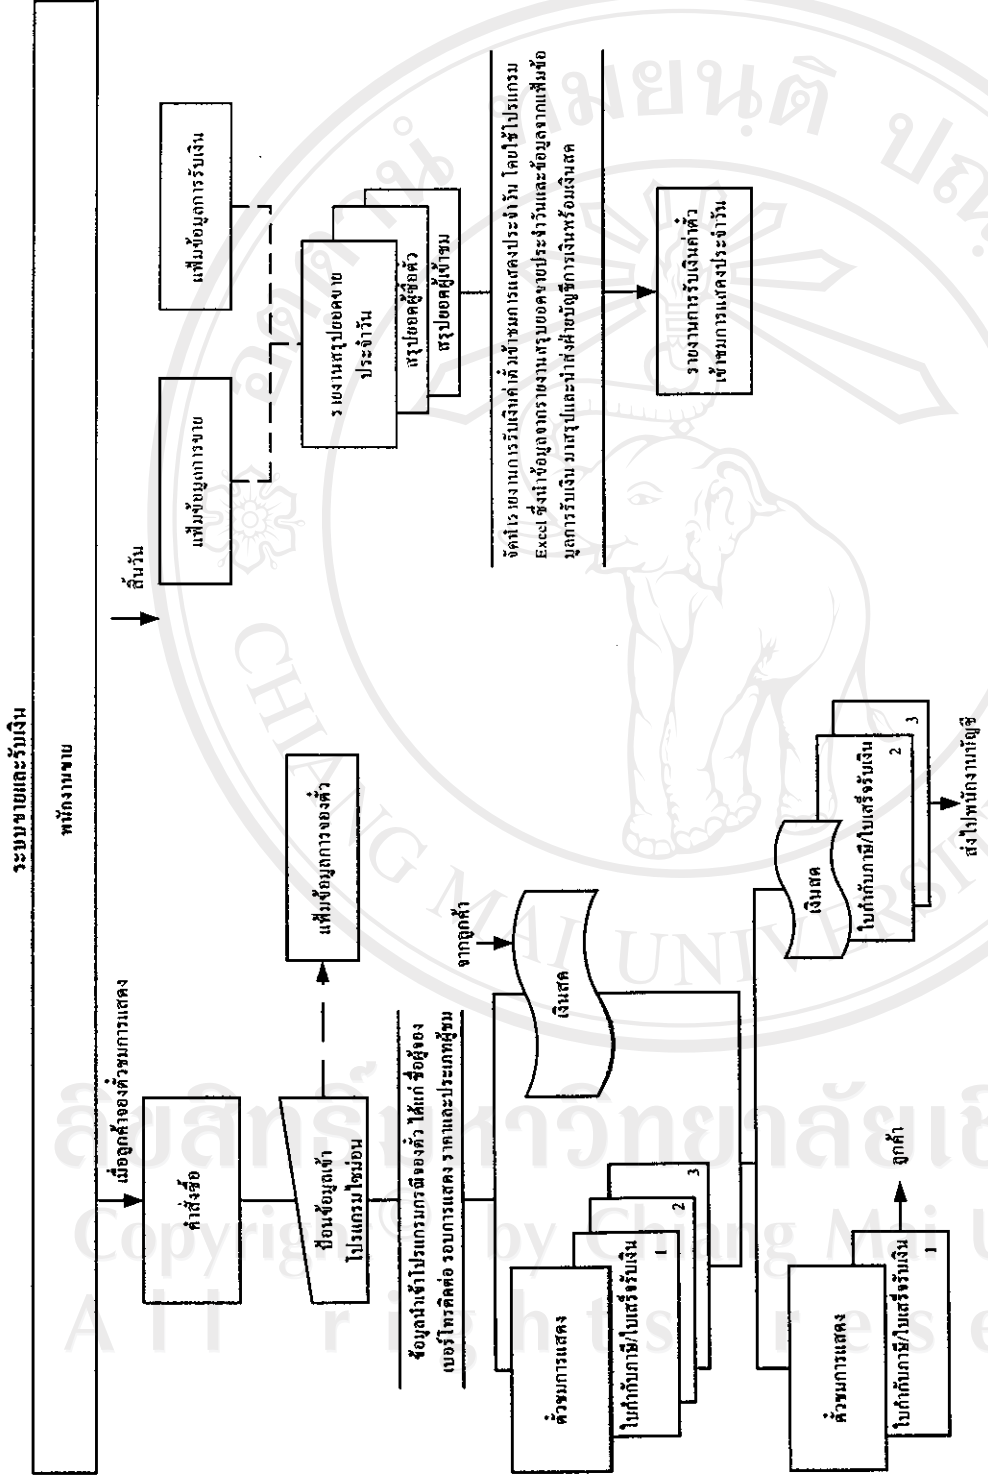 ระบบขายและรับเงิน
พนักงานขาย
เมื่อลูกค้าจองตั๋วชมการแสดง
คำสั่งซื้อ
ป้อนข้อมูลเข้า
โปรแกรมไซม่อน
แฟ้มข้อมูลการจองตั๋ว
ข้อมูลนำเข้าโปรแกรมกรณีจองตั๋ว ได้แก่ ชื่อผู้จอง
เบอร์โทรติดต่อ รอบการแสดง ราคาและประเภทผู้ชม
จากลูกค้า
เงินสด
ตั๋วชมการแสดง
ใบกำกับภาษี/ใบเสร็จรับเงิน
1
2
3
ตั๋วชมการแสดง
ใบกำกับภาษี/ใบเสร็จรับเงิน
1
ลูกค้า
เงินสด
ใบกำกับภาษี/ใบเสร็จรับเงิน
2
3
ส่งไปพนักงานบัญชี
สิ้นวัน
แฟ้มข้อมูลการขาย
แฟ้มข้อมูลการรับเงิน
รายงานสรุปยอดขาย
ประจำวัน
สรุปยอดผู้ซื้อตั๋ว
สรุปยอดผู้เข้าชม
จัดทำรายงานการรับเงินค่าตั๋วเข้าชมการแสดงประจำวัน โดยใช้โปรแกรม
Excel ซึ่งนำข้อมูลจากรายงานสรุปยอดขายประจำวันและข้อมูลจากแฟ้มข้อ
มูลการรับเงิน มาสรุปและนำส่งฝ่ายบัญชีการเงินพร้อมเงินสด
รายงานการรับเงินค่าตั๋ว
เข้าชมการแสดงประจำวัน
CHIANG MAI UNIVERSI
Copyright © by Chiang Mai U
All rights rese